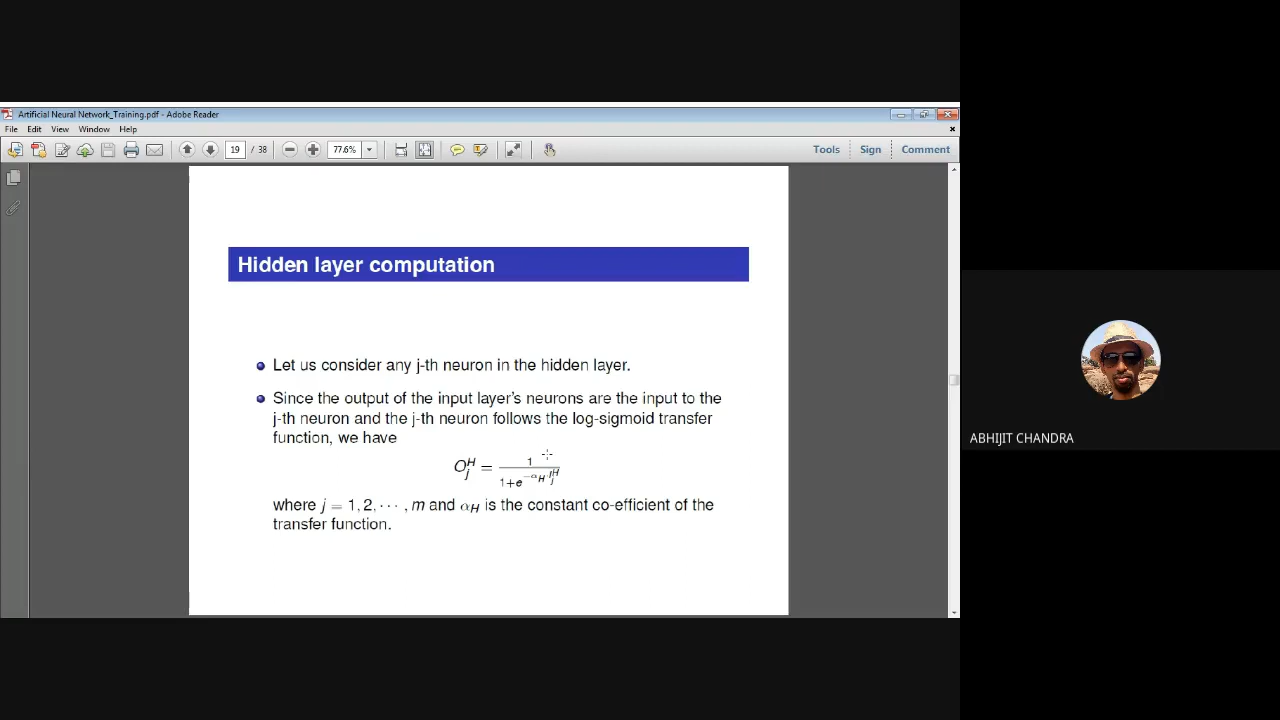 Artificial Neural Network_Training.pdf - Adobe Reader
File Edit View Window Help
19 / 38 77.6% Tools Sign Comment
Hidden layer computation
Let us consider any j-th neuron in the hidden layer.
Since the output of the input layer's neurons are the input to the
j-th neuron and the j-th neuron follows the log-sigmoid transfer
function, we have
O_j^H = 1 / (1+e^{-α_H·I_j^H})
where j = 1, 2, ··· , m and α_H is the constant co-efficient of the
transfer function.
ABHIJIT CHANDRA